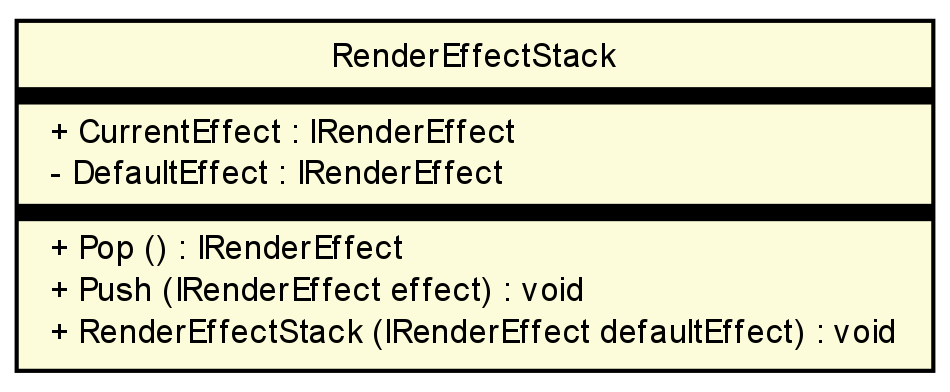 RenderEffectStack
+ CurrentEffect : IRenderEffect
- DefaultEffect : IRenderEffect
+ Pop () : IRenderEffect
+ Push (IRenderEffect effect) : void
+ RenderEffectStack (IRenderEffect defaultEffect) : void